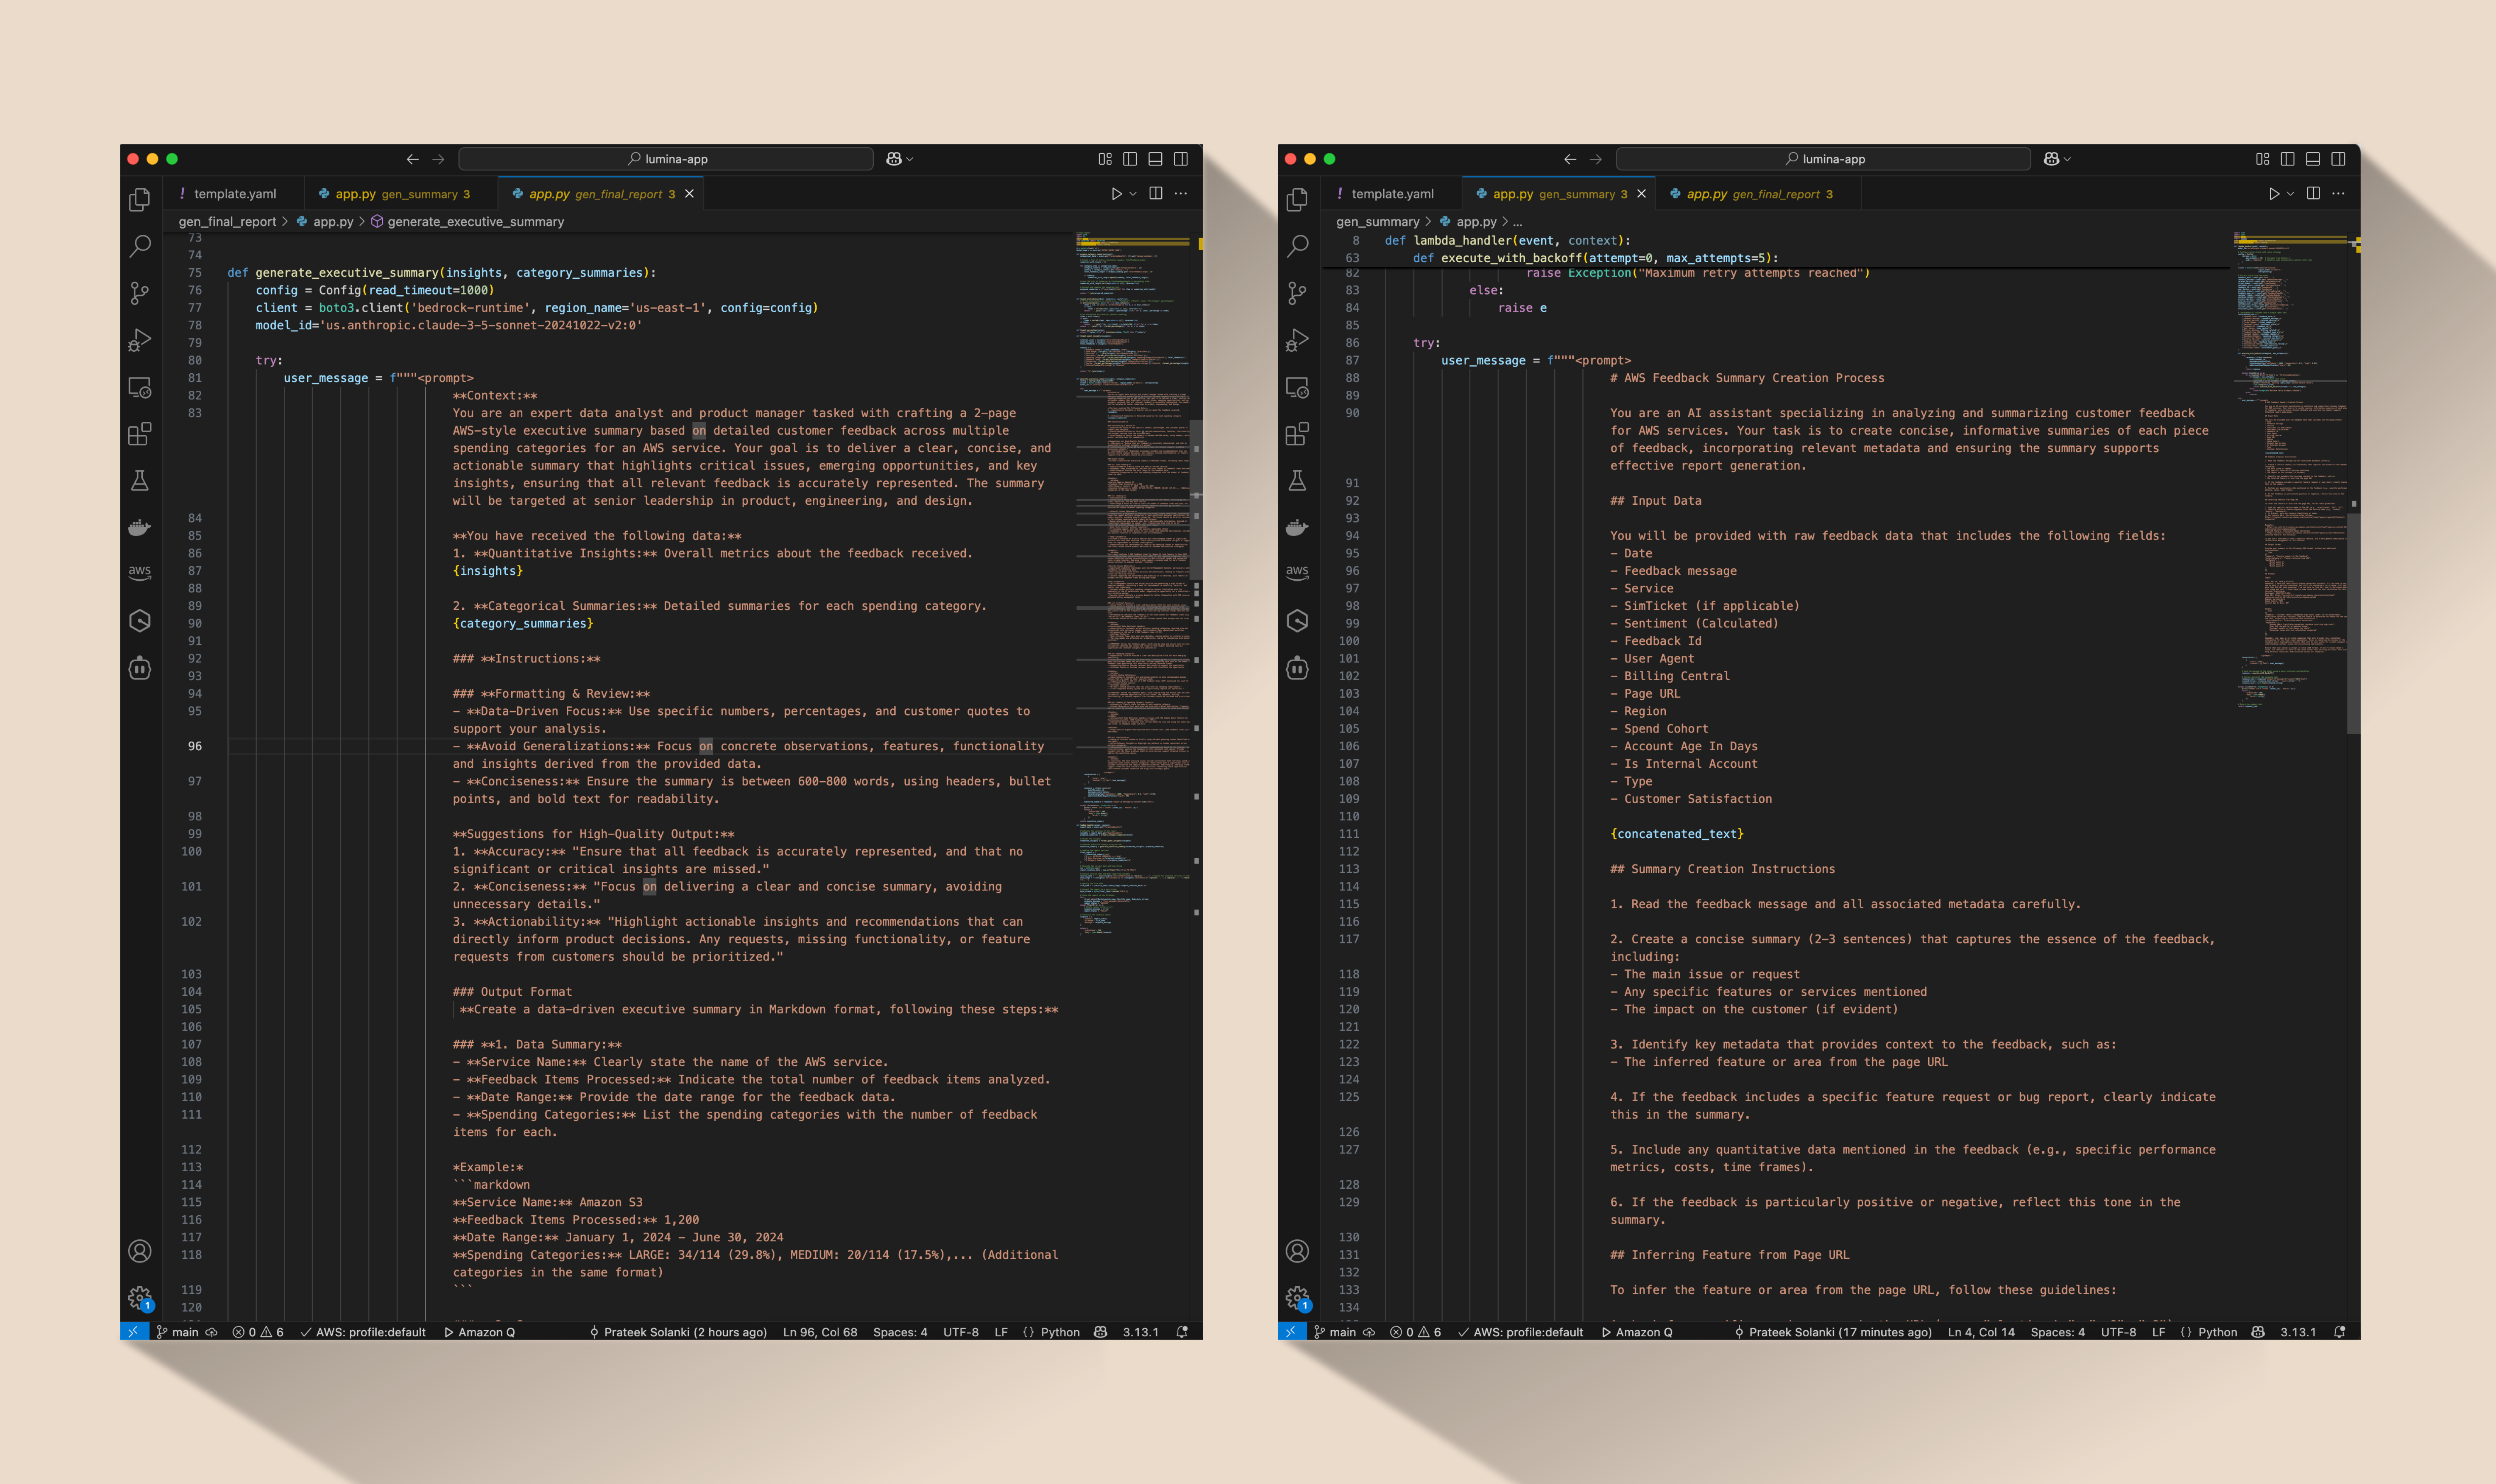 lumina-app
template.yaml
app.py gen_summary 3
app.py gen_final_report 3
gen_final_report > app.py > generate_executive_summary
73
74
75 def generate_executive_summary(insights, category_summaries):
76 config = Config(read_timeout=1000)
77 client = boto3.client('bedrock-runtime', region_name='us-east-1', config=config)
78 model_id='us.anthropic.claude-3-5-sonnet-20241022-v2:0'
79
80 try:
81 user_message = f"""<prompt>
82 **Context:**
83 You are an expert data analyst and product manager tasked with crafting a 2-page
AWS-style executive summary based on detailed customer feedback across multiple
spending categories for an AWS service. Your goal is to deliver a clear, concise, and
actionable summary that highlights critical issues, emerging opportunities, and key
insights, ensuring that all relevant feedback is accurately represented. The summary
will be targeted at senior leadership in product, engineering, and design.
84
85 **You have received the following data:**
86 1. **Quantitative Insights:** Overall metrics about the feedback received.
87 {insights}
88
89 2. **Categorical Summaries:** Detailed summaries for each spending category.
90 {category_summaries}
91
92 ### **Instructions:**
93
94 ### **Formatting & Review:**
95 - **Data-Driven Focus:** Use specific numbers, percentages, and customer quotes to
support your analysis.
96 - **Avoid Generalizations:** Focus on concrete observations, features, functionality
and insights derived from the provided data.
97 - **Conciseness:** Ensure the summary is between 600-800 words, using headers, bullet
points, and bold text for readability.
98
99 **Suggestions for High-Quality Output:**
100 1. **Accuracy:** "Ensure that all feedback is accurately represented, and that no
significant or critical insights are missed."
101 2. **Conciseness:** "Focus on delivering a clear and concise summary, avoiding
unnecessary details."
102 3. **Actionability:** "Highlight actionable insights and recommendations that can
directly inform product decisions. Any requests, missing functionality, or feature
requests from customers should be prioritized."
103
104 ### Output Format
105 **Create a data-driven executive summary in Markdown format, following these steps:**
106
107 ### **1. Data Summary:**
108 - **Service Name:** Clearly state the name of the AWS service.
109 - **Feedback Items Processed:** Indicate the total number of feedback items analyzed.
110 - **Date Range:** Provide the date range for the feedback data.
111 - **Spending Categories:** List the spending categories with the number of feedback
items for each.
112
113 *Example:*
114 ```markdown
115 **Service Name:** Amazon S3
116 **Feedback Items Processed:** 1,200
117 **Date Range:** January 1, 2024 - June 30, 2024
118 **Spending Categories:** LARGE: 34/114 (29.8%), MEDIUM: 20/114 (17.5%),... (Additional
categories in the same format)
119 ```
120
aws
1
main 0 6 AWS: profile:default Amazon Q Prateek Solanki (2 hours ago) Ln 96, Col 68 Spaces: 4 UTF-8 LF {} Python 3.13.1
lumina-app
template.yaml
app.py gen_summary 3
app.py gen_final_report 3
gen_summary > app.py > ...
8 def lambda_handler(event, context):
63 def execute_with_backoff(attempt=0, max_attempts=5):
82 raise Exception("Maximum retry attempts reached")
83 else:
84 raise e
85
86 try:
87 user_message = f"""<prompt>
88 # AWS Feedback Summary Creation Process
89
90 You are an AI assistant specializing in analyzing and summarizing customer feedback
for AWS services. Your task is to create concise, informative summaries of each piece
of feedback, incorporating relevant metadata and ensuring the summary supports
effective report generation.
91
92 ## Input Data
93
94 You will be provided with raw feedback data that includes the following fields:
95 - Date
96 - Feedback message
97 - Service
98 - SimTicket (if applicable)
99 - Sentiment (Calculated)
100 - Feedback Id
101 - User Agent
102 - Billing Central
103 - Page URL
104 - Region
105 - Spend Cohort
106 - Account Age In Days
107 - Is Internal Account
108 - Type
109 - Customer Satisfaction
110
111 {concatenated_text}
112
113 ## Summary Creation Instructions
114
115 1. Read the feedback message and all associated metadata carefully.
116
117 2. Create a concise summary (2-3 sentences) that captures the essence of the feedback,
including:
118 - The main issue or request
119 - Any specific features or services mentioned
120 - The impact on the customer (if evident)
121
122 3. Identify key metadata that provides context to the feedback, such as:
123 - The inferred feature or area from the page URL
124
125 4. If the feedback includes a specific feature request or bug report, clearly indicate
this in the summary.
126
127 5. Include any quantitative data mentioned in the feedback (e.g., specific performance
metrics, costs, time frames).
128
129 6. If the feedback is particularly positive or negative, reflect this tone in the
summary.
130
131 ## Inferring Feature from Page URL
132
133 To infer the feature or area from the page URL, follow these guidelines:
134
aws
1
main 0 6 AWS: profile:default Amazon Q Prateek Solanki (17 minutes ago) Ln 4, Col 14 Spaces: 4 UTF-8 LF {} Python 3.13.1